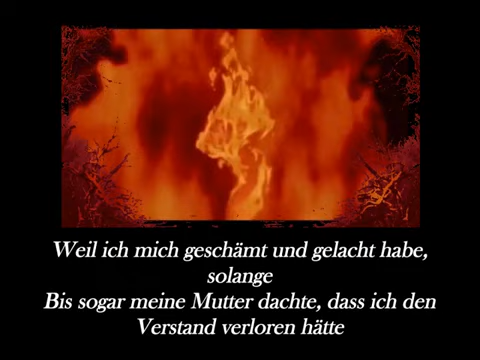 Weil ich mich geschämt und gelacht habe,
solange
Bis sogar meine Mutter dachte, dass ich den
Verstand verloren hätte